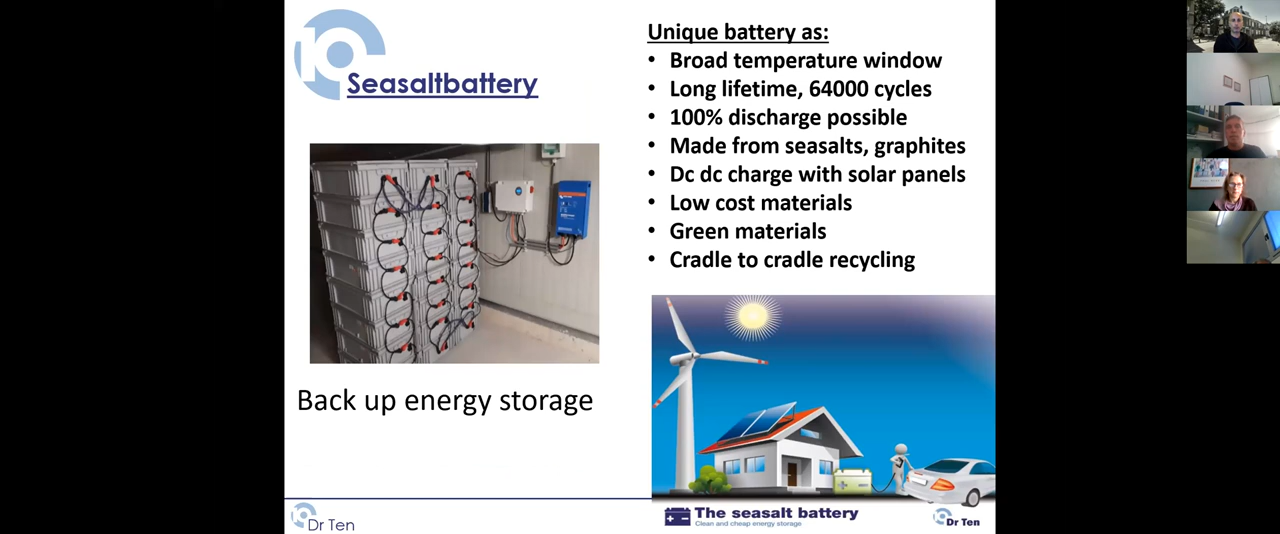 Seasaltbattery
Back up energy storage
Unique battery as:
• Broad temperature window
• Long lifetime, 64000 cycles
• 100% discharge possible
• Made from seasalts, graphites
• Dc dc charge with solar panels
• Low cost materials
• Green materials
• Cradle to cradle recycling
The seasalt battery
Clean and cheap energy storage
Dr Ten
Dr Ten